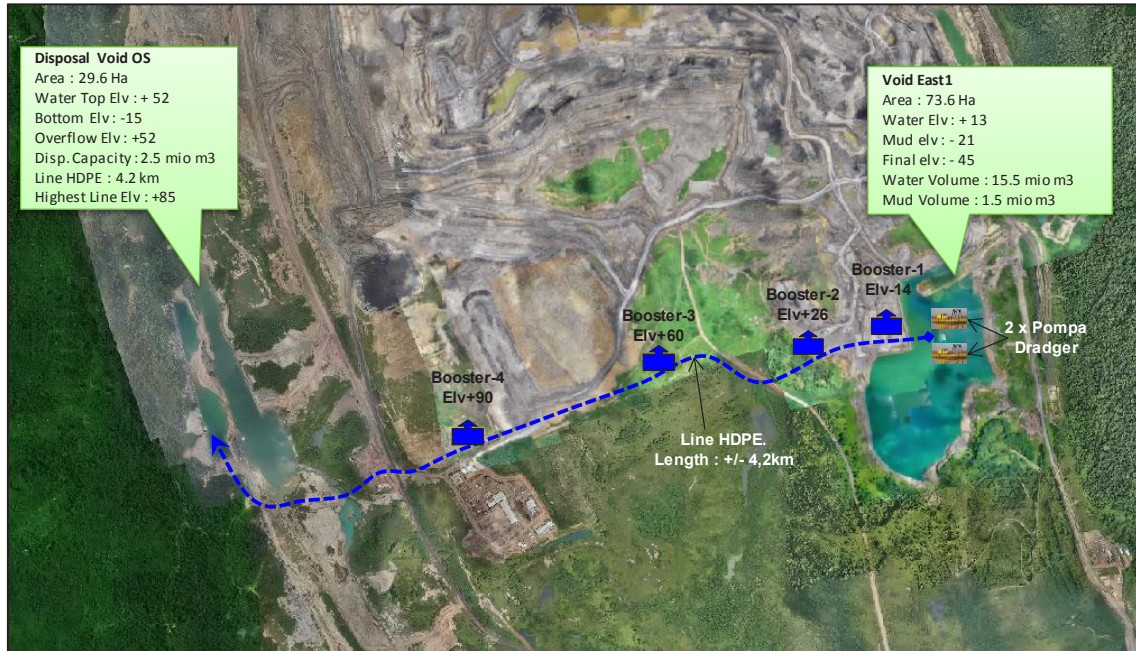 Disposal Void OS
Area : 29.6 Ha
Water Top Elv : + 52
Bottom Elv : -15
Overflow Elv : +52
Disp. Capacity : 2.5 mio m3
Line HDPE : 4.2 km
Highest Line Elv : +85
Void East1
Area : 73.6 Ha
Water Elv : + 13
Mud elv : - 21
Final elv : - 45
Water Volume : 15.5 mio m3
Mud Volume : 1.5 mio m3
Booster-1
Elv-14
Booster-2
Elv+26
Booster-3
Elv+60
Booster-4
Elv+90
2 x Pompa
Dradger
Line HDPE.
Length : +/- 4,2km